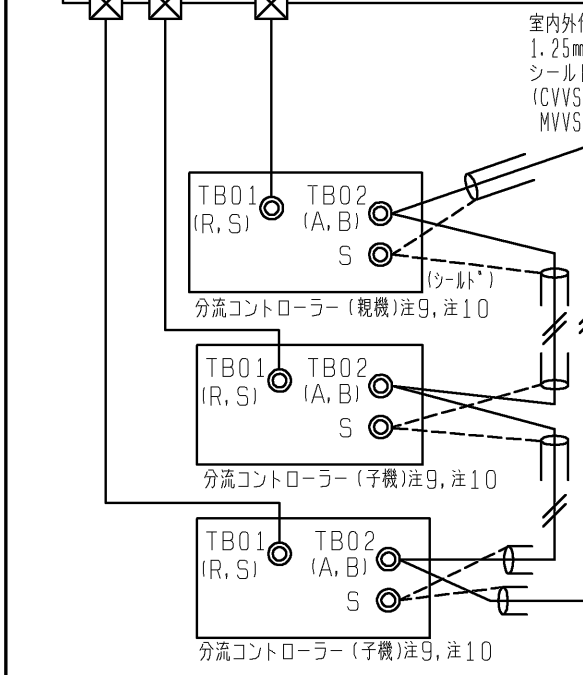 室内外
1.25m
シール
(CVVS
MVVS
TB01
(R,S)
TB02
(A,B)
S
(シールド)
分流コントローラー(親機)注9,注10
TB01
(R,S)
TB02
(A,B)
S
分流コントローラー(子機)注9,注10
TB01
(R,S)
TB02
(A,B)
S
分流コントローラー(子機)注9,注10